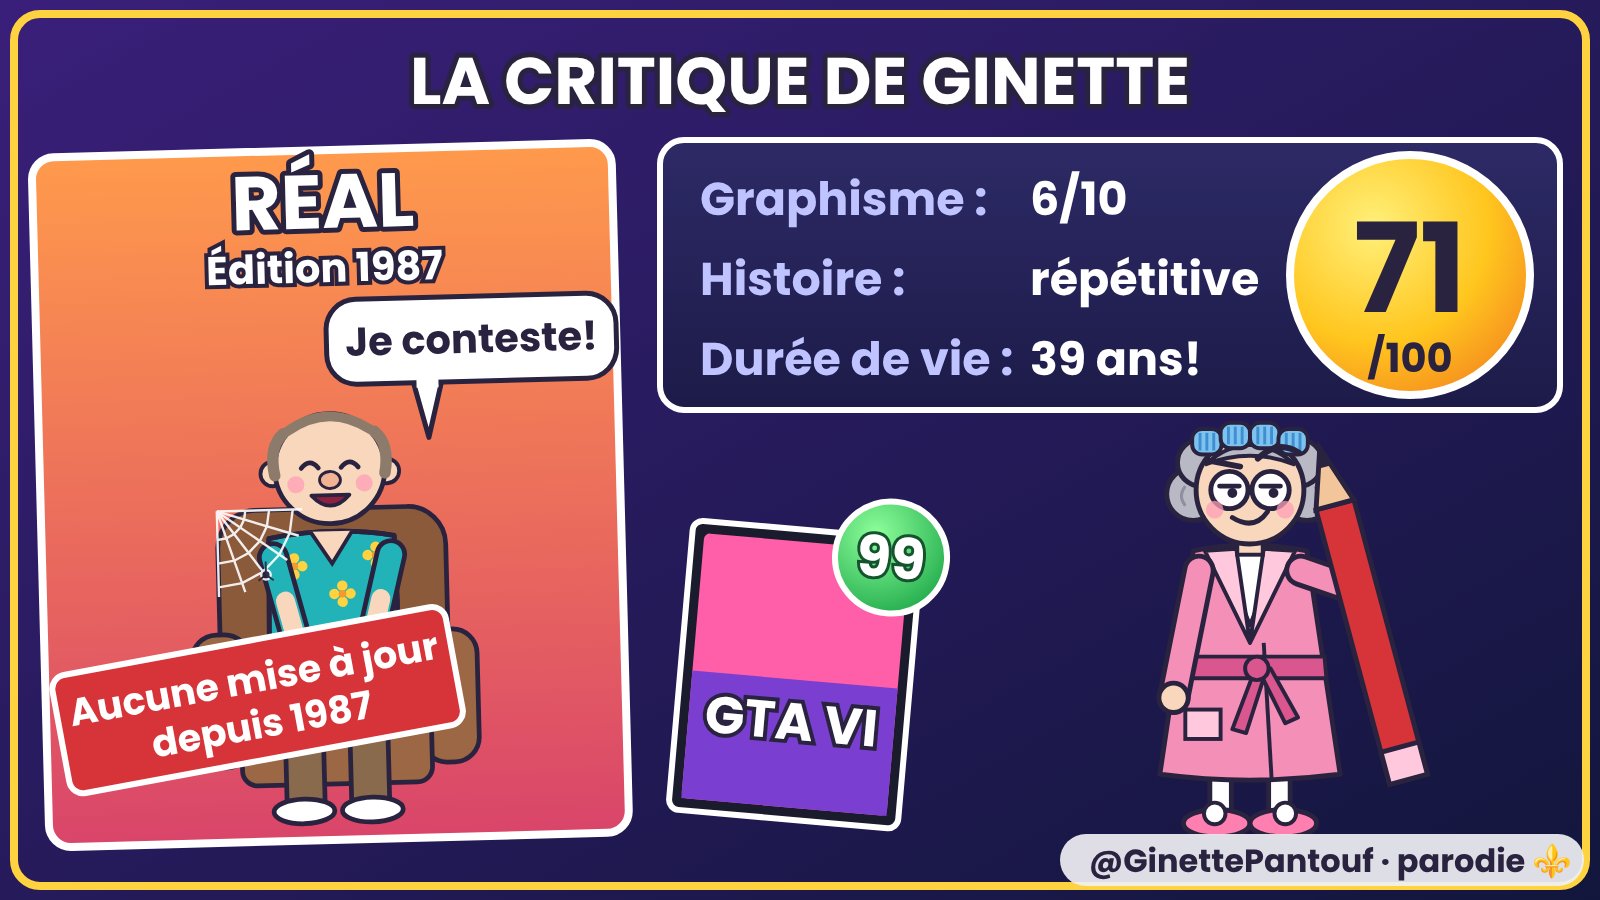 LA CRITIQUE DE GINETTE
RÉAL
Édition 1987
Je conteste!
Aucune mise à jour
depuis 1987
Graphisme : 6/10
Histoire : répétitive
Durée de vie : 39 ans!
71
/100
99
GTA VI
@GinettePantouf · parodie ⚜️